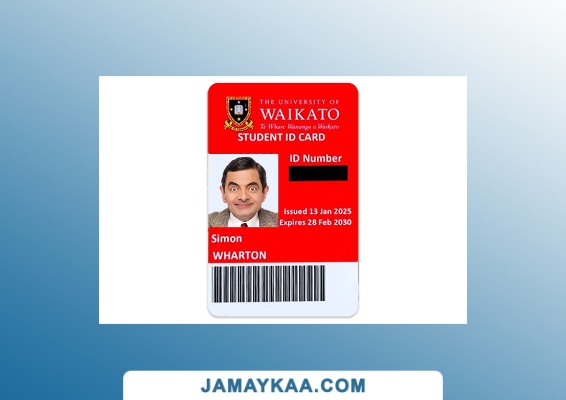 THE UNIVERSITY OF
WAIKATO
Te Whare Wānanga o Waikato
STUDENT ID CARD
ID Number
Issued 13 Jan 2025
Expires 28 Feb 2030
Simon
WHARTON
JAMAYKAA.COM